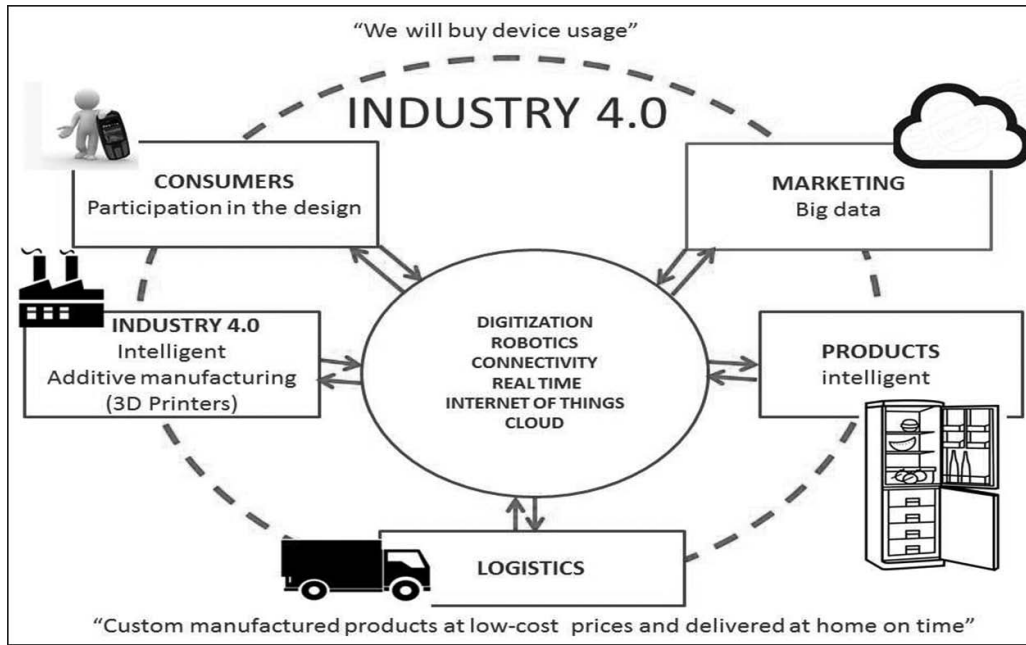 “We will buy device usage”
INDUSTRY 4.0
CONSUMERS
Participation in the design
MARKETING
Big data
INDUSTRY 4.0
Intelligent
Additive manufacturing
(3D Printers)
DIGITIZATION
ROBOTICS
CONNECTIVITY
REAL TIME
INTERNET OF THINGS
CLOUD
PRODUCTS
intelligent
LOGISTICS
“Custom manufactured products at low-cost prices and delivered at home on time”